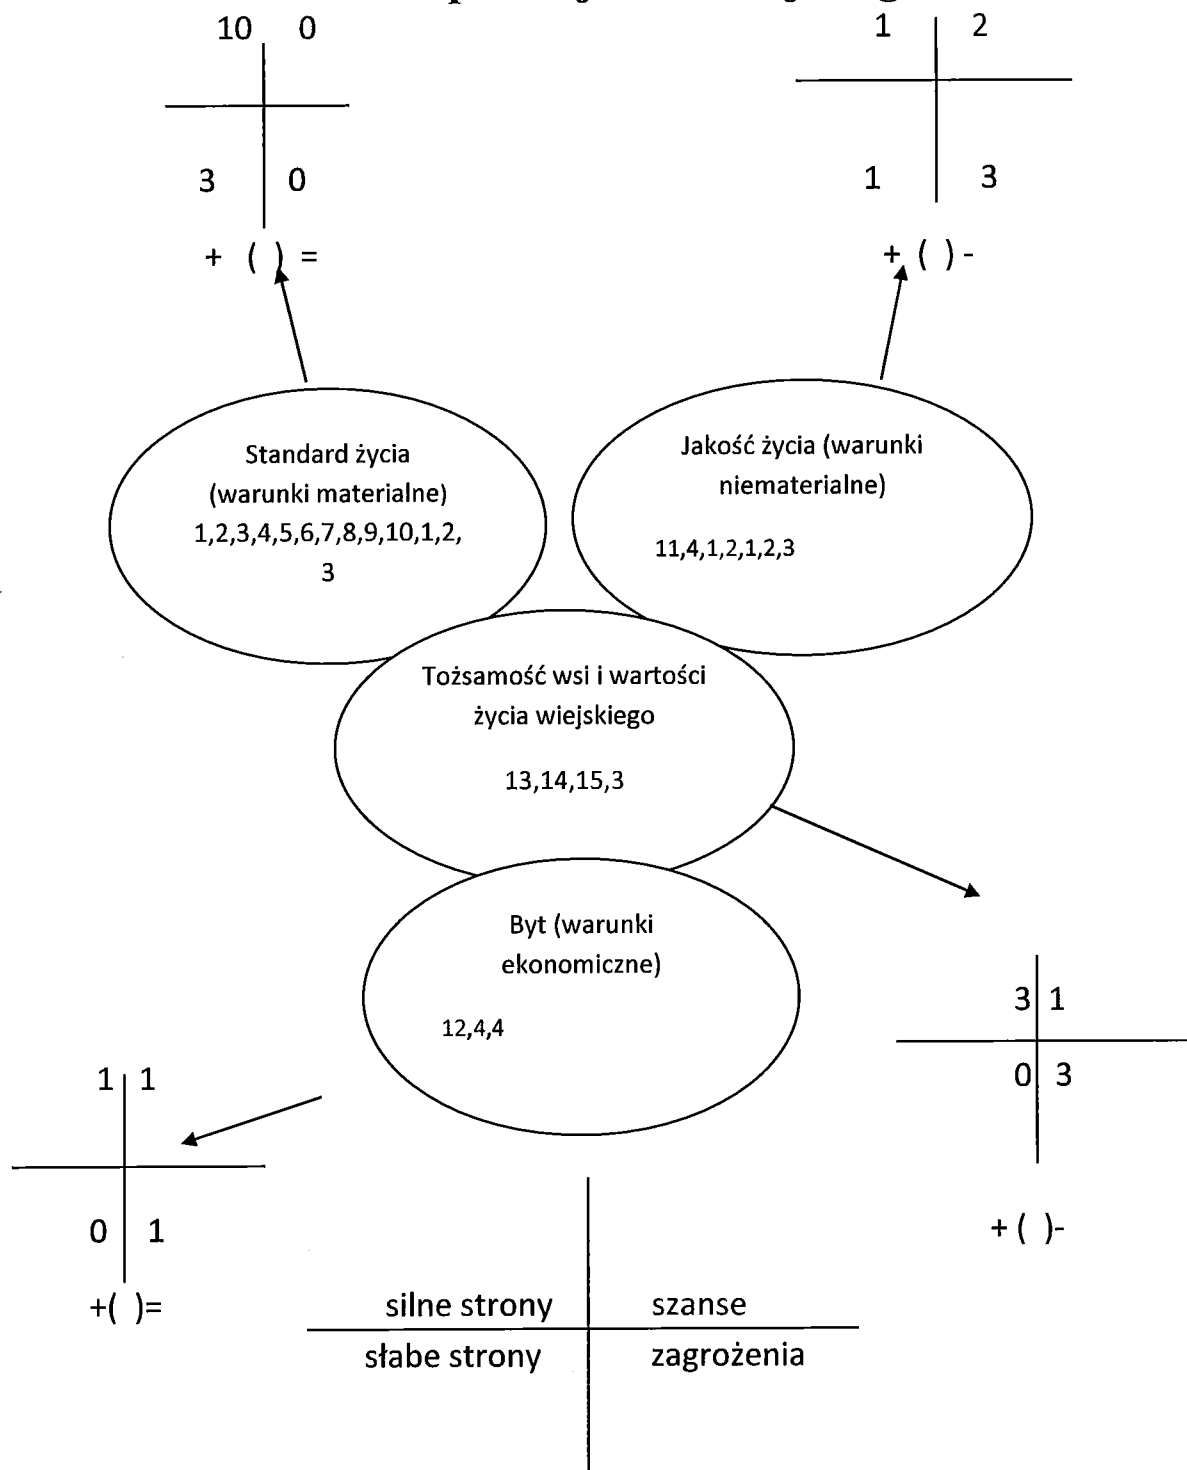 10 0
3 0
+ ( ) =
1 2
1 3
+ ( ) -
Standard życia
(warunki materialne)
1,2,3,4,5,6,7,8,9,10,1,2,
3
Jakość życia (warunki
niematerialne)
11,4,1,2,1,2,3
Tożsamość wsi i wartości
życia wiejskiego
13,14,15,3
Byt (warunki
ekonomiczne)
12,4,4
3 1
0 3
+ ( )-
1 1
0 1
+( )=
silne strony szanse
słabe strony zagrożenia